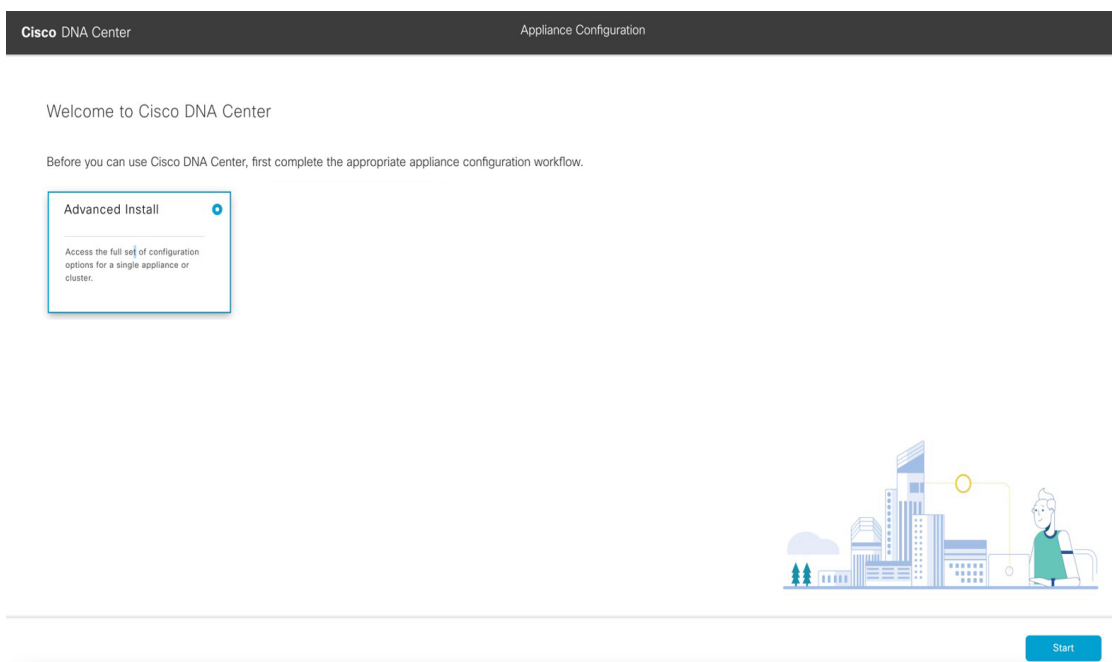 Cisco DNA Center
Appliance Configuration
Welcome to Cisco DNA Center
Before you can use Cisco DNA Center, first complete the appropriate appliance configuration workflow.
Advanced Install
Access the full set of configuration
options for a single appliance or
cluster.
Start